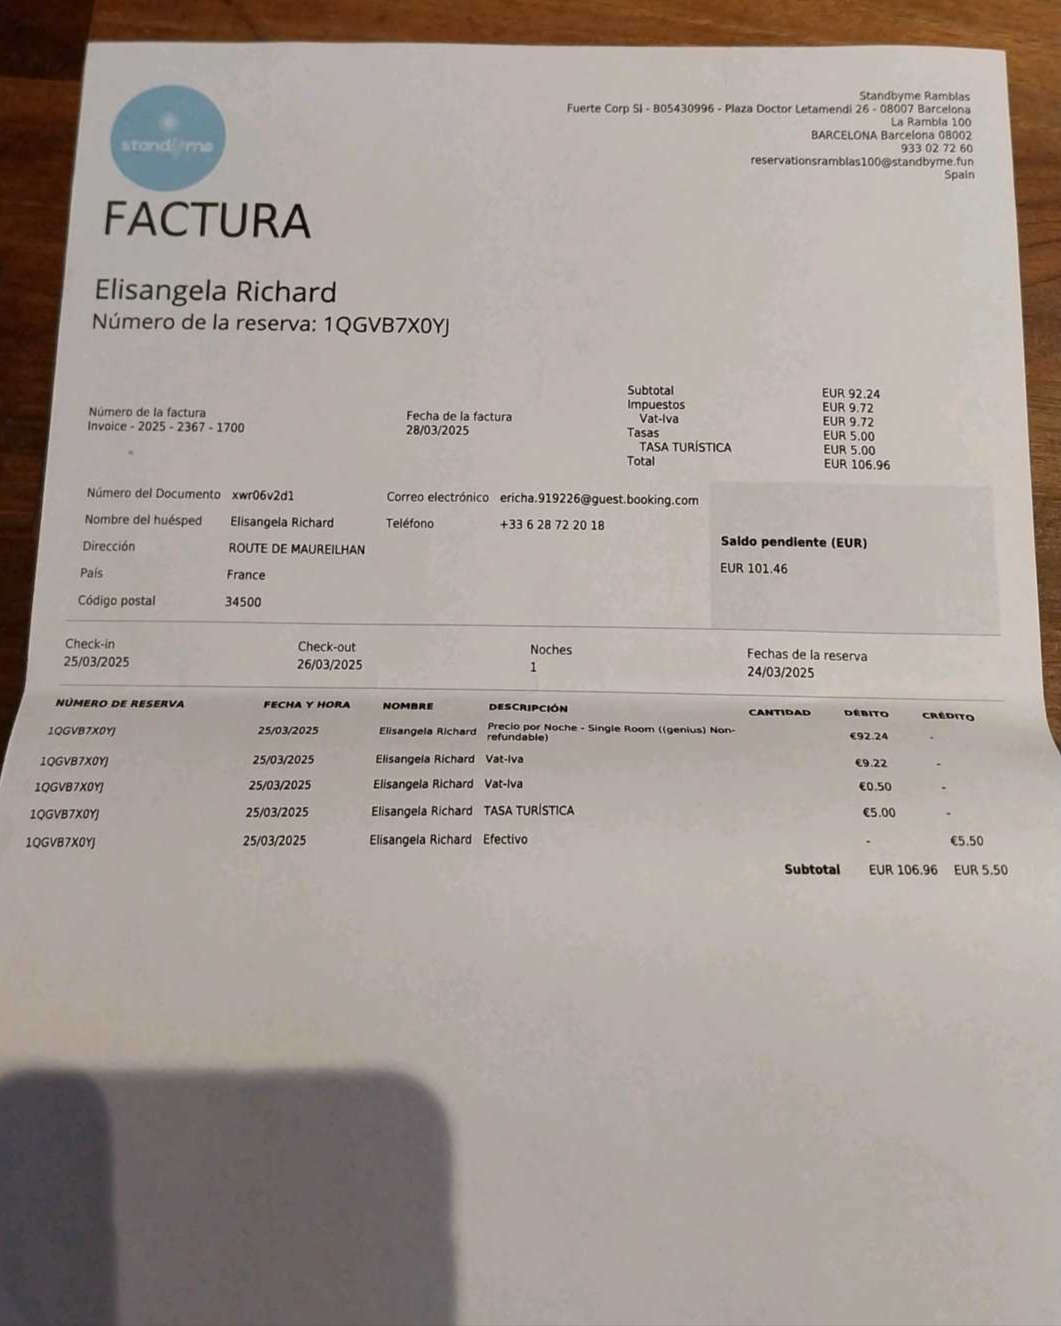 standbyme
Standbyme Ramblas
Fuerte Corp Sl - B05430996 - Plaza Doctor Letamendi 26 - 08007 Barcelona
La Rambla 100
BARCELONA Barcelona 08002
933 02 72 60
reservationsramblas100@standbyme.fun
Spain
FACTURA
Elisangela Richard
Número de la reserva: 1QGVB7X0YJ
Número de la factura
Invoice - 2025 - 2367 - 1700
Fecha de la factura
28/03/2025
Subtotal EUR 92.24
Impuestos EUR 9.72
Vat-Iva EUR 9.72
Tasas EUR 5.00
TASA TURÍSTICA EUR 5.00
Total EUR 106.96
Número del Documento xwr06v2d1 Correo electrónico ericha.919226@guest.booking.com
Nombre del huésped Elisangela Richard Teléfono +33 6 28 72 20 18
Dirección ROUTE DE MAUREILHAN
País France
Código postal 34500
Saldo pendiente (EUR)
EUR 101.46
Check-in Check-out Noches Fechas de la reserva
25/03/2025 26/03/2025 1 24/03/2025
NÚMERO DE RESERVA FECHA Y HORA NOMBRE DESCRIPCIÓN CANTIDAD DÉBITO CRÉDITO
1QGVB7X0YJ 25/03/2025 Elisangela Richard Precio por Noche - Single Room ((genius) Non-
refundable) €92.24 -
1QGVB7X0YJ 25/03/2025 Elisangela Richard Vat-Iva €9.22 -
1QGVB7X0YJ 25/03/2025 Elisangela Richard Vat-Iva €0.50 -
1QGVB7X0YJ 25/03/2025 Elisangela Richard TASA TURÍSTICA €5.00 -
1QGVB7X0YJ 25/03/2025 Elisangela Richard Efectivo - €5.50
Subtotal EUR 106.96 EUR 5.50